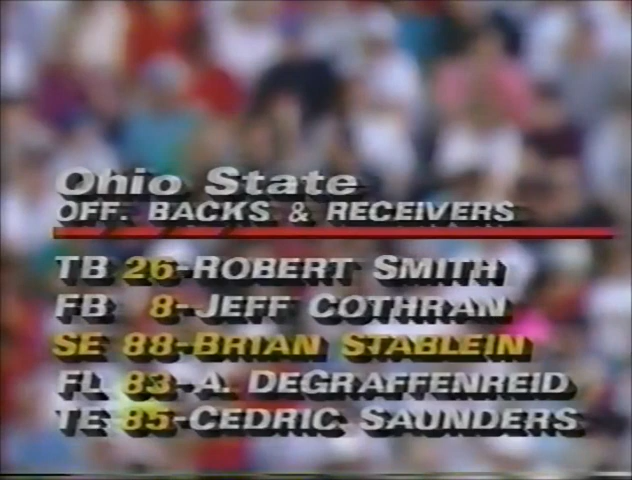 Ohio State
OFF. BACKS & RECEIVERS
TB 26-ROBERT SMITH
FB 8-JEFF COTHRAN
SE 88-BRIAN STABLEIN
FL 83-A. DEGRAFFENREID
TE 85-CEDRIC SAUNDERS